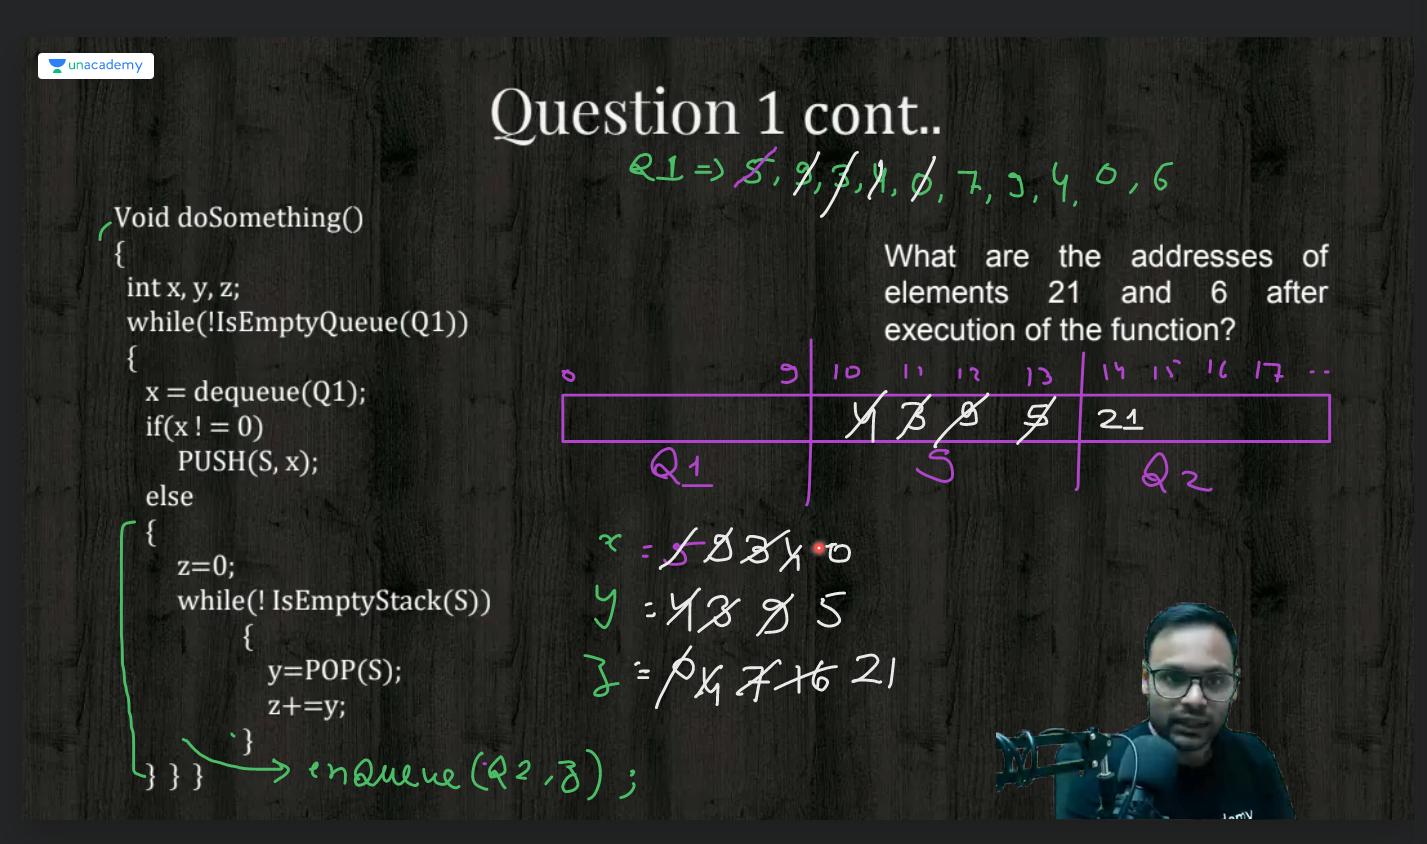 unacademy
Question 1 cont..
Q1 => 5, 9, 3, 4, 0, 7, 9, 4, 0, 6
Void doSomething()
{
int x, y, z;
while(!IsEmptyQueue(Q1))
{
x = dequeue(Q1);
if(x ! = 0)
PUSH(S, x);
else
{
z=0;
while(! IsEmptyStack(S))
{
y=POP(S);
z+=y;
}
} } }
enQueue(Q2,z);
What are the addresses of
elements 21 and 6 after
execution of the function?
0 9 10 11 12 13 14 15 16 17 ..
4 3 9 5 21
Q1 S Q2
x = 5 9 3 4 0
y = 4 3 9 5
z = 0 4 7 16 21